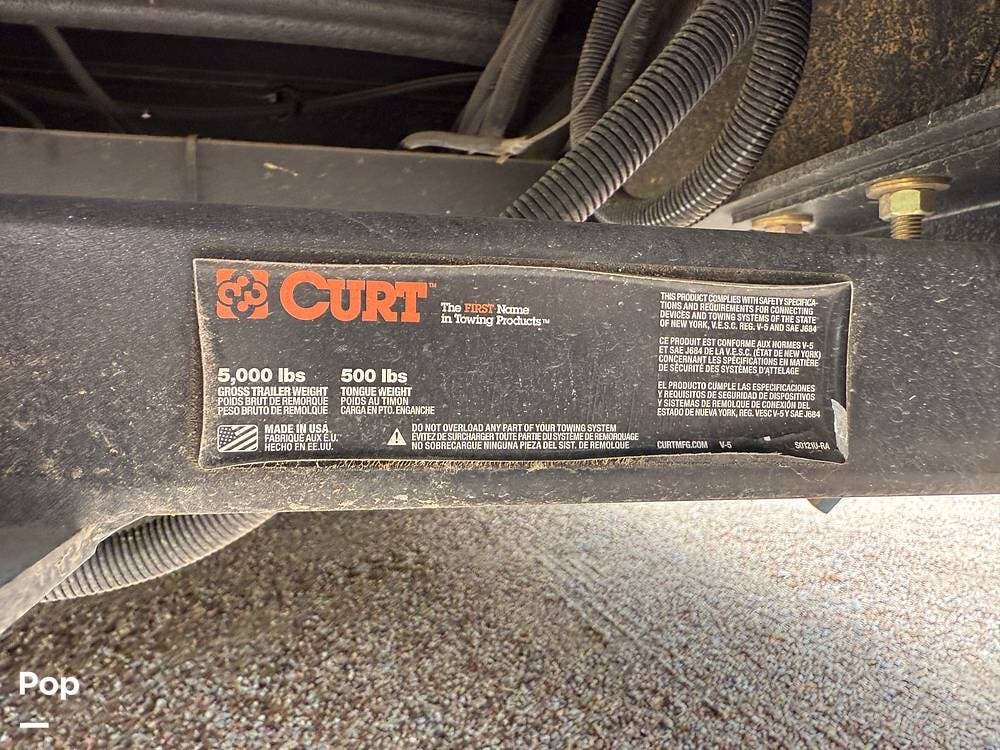 CURT™
The FIRST Name
in Towing Products™
5,000 lbs
GROSS TRAILER WEIGHT
POIDS BRUT DE REMORQUE
PESO BRUTO DE REMOLQUE
500 lbs
TONGUE WEIGHT
POIDS AU TIMON
CARGA EN PTO. ENGANCHE
MADE IN USA
FABRIQUÉ AUX É.U.
HECHO EN EE.UU.
DO NOT OVERLOAD ANY PART OF YOUR TOWING SYSTEM
ÉVITEZ DE SURCHARGER TOUTE PARTIE DU SYSTÈME DE REMORQUAGE
NO SOBRECARGUE NINGUNA PIEZA DEL SIST. DE REMOLQUE
THIS PRODUCT COMPLIES WITH SAFETY SPECIFICA-
TIONS AND REQUIREMENTS FOR CONNECTING
DEVICES AND TOWING SYSTEMS OF THE STATE
OF NEW YORK, V.E.S.C. REG. V-5 AND SAE J684
CE PRODUIT EST CONFORME AUX NORMES V-5
ET SAE J684 DE LA V.E.S.C. (ÉTAT DE NEW YORK)
CONCERNANT LES SPÉCIFICATIONS EN MATIÈRE
DE SÉCURITÉ DES SYSTÈMES D'ATTELAGE
EL PRODUCTO CUMPLE LAS ESPECIFICACIONES
Y REQUISITOS DE SEGURIDAD DE DISPOSITIVOS
Y SISTEMAS DE REMOLQUE DE CONEXIÓN DEL
ESTADO DE NUEVA YORK, REG. VESC V-5 Y SAE J684
CURTMFG.COM V-5
Pop